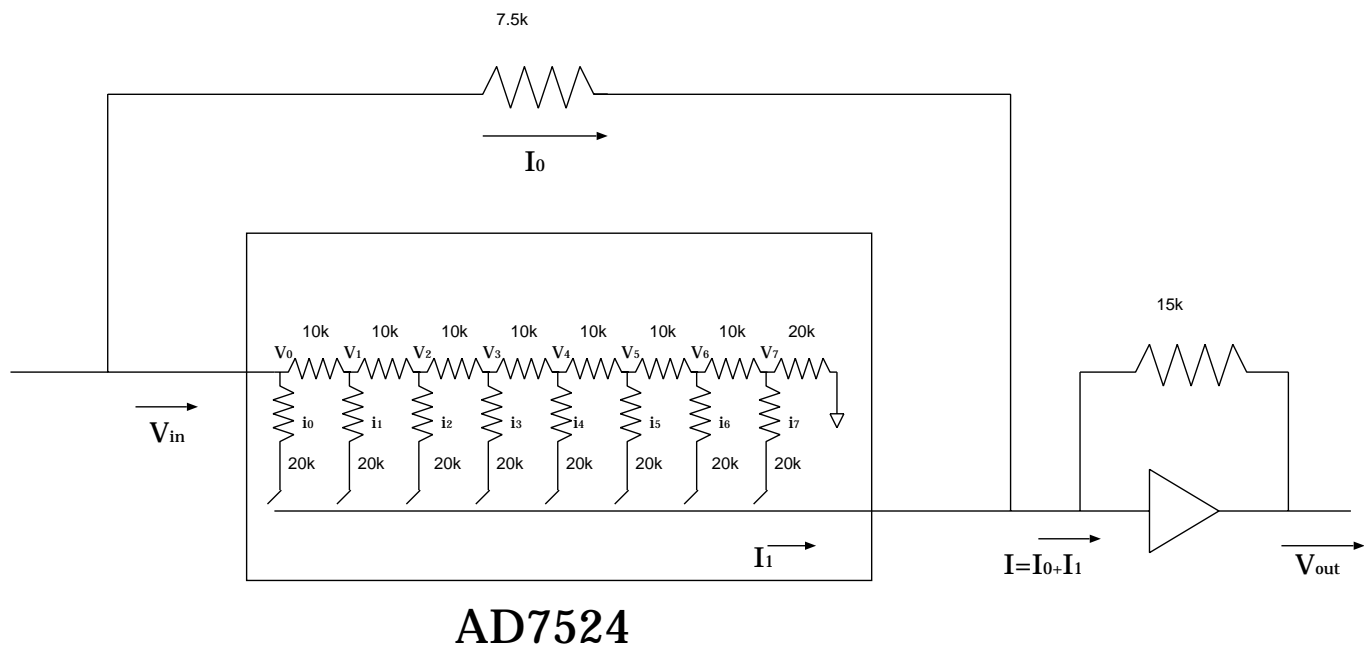 7.5k
I0
15k
10k 10k 10k 10k 10k 10k 10k 20k
V0 V1 V2 V3 V4 V5 V6 V7
i0 i1 i2 i3 i4 i5 i6 i7
Vin
20k 20k 20k 20k 20k 20k 20k 20k
I1
I=I0+I1
Vout
AD7524